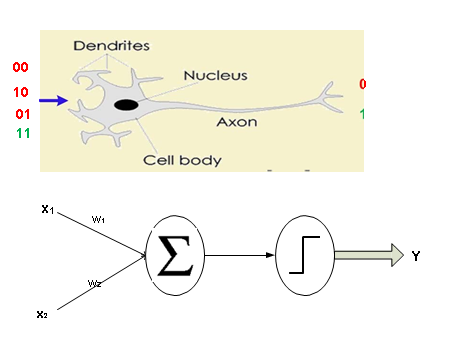 Dendrites
00
Nucleus
10
0
01
Axon
1
11
Cell body
X1
W1
Σ
Y
W2
X2